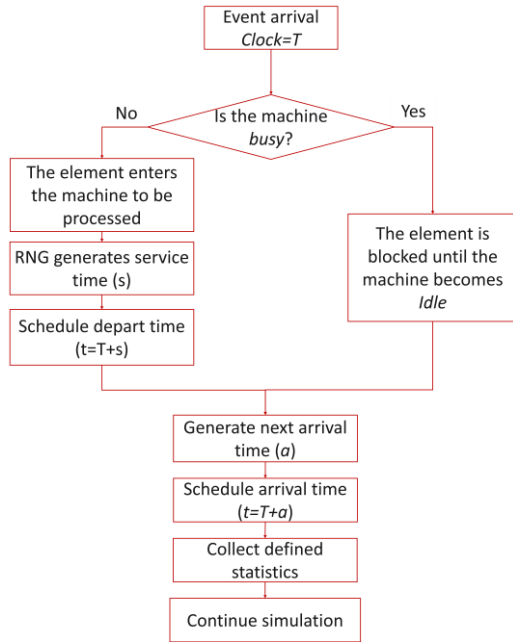 Event arrival
Clock=T
No
Is the machine
busy?
Yes
The element enters
the machine to be
processed
RNG generates service
time (s)
Schedule depart time
(t=T+s)
The element is
blocked until the
machine becomes
Idle
Generate next arrival
time (a)
Schedule arrival time
(t=T+a)
Collect defined
statistics
Continue simulation